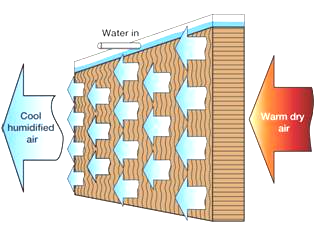 Water in
Cool
humidified
air
Warm dry
air